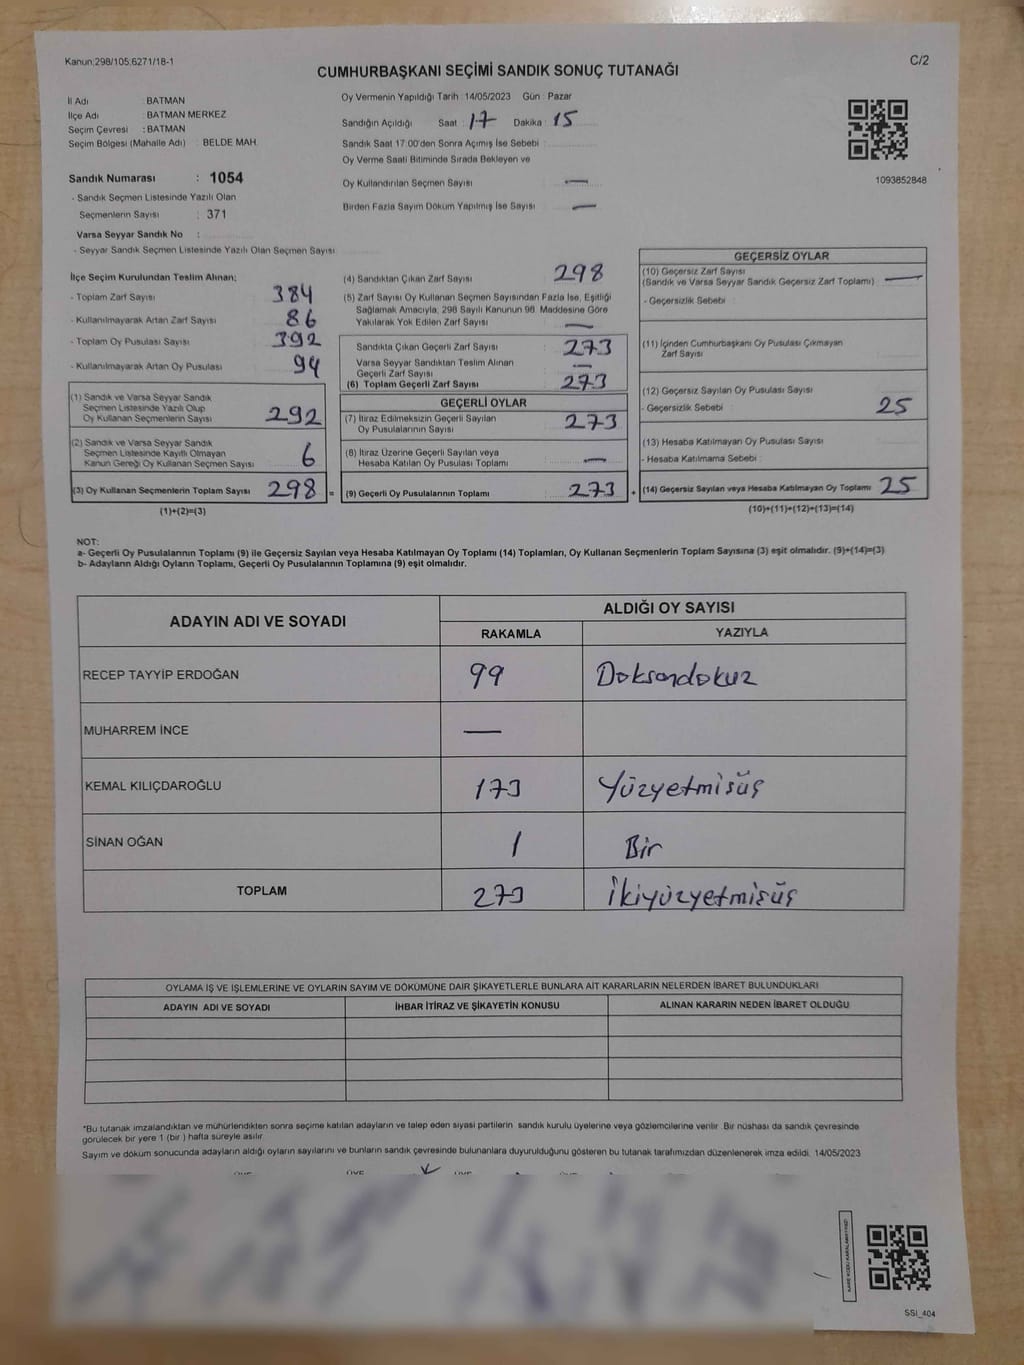 Kanun:298/105;6271/18-1
C/2
CUMHURBAŞKANI SEÇİMİ SANDIK SONUÇ TUTANAĞI
İl Adı : BATMAN
İlçe Adı : BATMAN MERKEZ
Seçim Çevresi : BATMAN
Seçim Bölgesi (Mahalle Adı) : BELDE MAH.
Sandık Numarası : 1054
- Sandık Seçmen Listesinde Yazılı Olan
Seçmenlerin Sayısı : 371
Varsa Seyyar Sandık No :
- Seyyar Sandık Seçmen Listesinde Yazılı Olan Seçmen Sayısı
Oy Vermenin Yapıldığı Tarih :14/05/2023 Gün : Pazar
Sandığın Açıldığı Saat : 17 Dakika : 15
Sandık Saat 17:00'den Sonra Açımış İse Sebebi :
Oy Verme Saati Bitiminde Sırada Bekleyen ve
Oy Kullandırılan Seçmen Sayısı : —
Birden Fazla Sayım Döküm Yapılmış İse Sayısı : —
1093852848
İlçe Seçim Kurulundan Teslim Alınan;
- Toplam Zarf Sayısı : 384
- Kullanılmayarak Artan Zarf Sayısı : 86
- Toplam Oy Pusulası Sayısı : 392
- Kullanılmayarak Artan Oy Pusulası : 94
(1) Sandık ve Varsa Seyyar Sandık
Seçmen Listesinde Yazılı Olup
Oy Kullanan Seçmenlerin Sayısı : 292
(2) Sandık ve Varsa Seyyar Sandık
Seçmen Listesinde Kayıtlı Olmayan
Kanun Gereği Oy Kullanan Seçmen Sayısı : 6
(3) Oy Kullanan Seçmenlerin Toplam Sayısı : 298 =
(1)+(2)=(3)
(4) Sandıktan Çıkan Zarf Sayısı : 298
(5) Zarf Sayısı Oy Kullanan Seçmen Sayısından Fazla İse, Eşitliği
Sağlamak Amacıyla, 298 Sayılı Kanunun 98. Maddesine Göre
Yakılarak Yok Edilen Zarf Sayısı : —
Sandıkta Çıkan Geçerli Zarf Sayısı : 273
Varsa Seyyar Sandıktan Teslim Alınan
Geçerli Zarf Sayısı : —
(6) Toplam Geçerli Zarf Sayısı : 273
GEÇERLİ OYLAR
(7) İtiraz Edilmeksizin Geçerli Sayılan
Oy Pusulalarının Sayısı : 273
(8) İtiraz Üzerine Geçerli Sayılan veya
Hesaba Katılan Oy Pusulası Toplamı : —
(9) Geçerli Oy Pusulalarının Toplamı : 273 +
GEÇERSİZ OYLAR
(10) Geçersiz Zarf Sayısı
(Sandık ve Varsa Seyyar Sandık Geçersiz Zarf Toplamı) : —
- Geçersizlik Sebebi :
(11) İçinden Cumhurbaşkanı Oy Pusulası Çıkmayan
Zarf Sayısı
(12) Geçersiz Sayılan Oy Pusulası Sayısı :
- Geçersizlik Sebebi : 25
(13) Hesaba Katılmayan Oy Pusulası Sayısı :
- Hesaba Katılmama Sebebi :
(14) Geçersiz Sayılan veya Hesaba Katılmayan Oy Toplamı : 25
(10)+(11)+(12)+(13)=(14)
NOT:
a- Geçerli Oy Pusulalarının Toplamı (9) ile Geçersiz Sayılan veya Hesaba Katılmayan Oy Toplamı (14) Toplamları, Oy Kullanan Seçmenlerin Toplam Sayısına (3) eşit olmalıdır. (9)+(14)=(3)
b- Adayların Aldığı Oyların Toplamı, Geçerli Oy Pusulalarının Toplamına (9) eşit olmalıdır.
ADAYIN ADI VE SOYADI ALDIĞI OY SAYISI
RAKAMLA YAZIYLA
RECEP TAYYİP ERDOĞAN 99 Doksandokuz
MUHARREM İNCE —
KEMAL KILIÇDAROĞLU 173 Yüzyetmişüç
SİNAN OĞAN 1 Bir
TOPLAM 273 İkiyüzyetmişüç
OYLAMA İŞ VE İŞLEMLERİNE VE OYLARIN SAYIM VE DÖKÜMÜNE DAİR ŞİKAYETLERLE BUNLARA AİT KARARLARIN NELERDEN İBARET BULUNDUKLARI
ADAYIN ADI VE SOYADI İHBAR İTİRAZ VE ŞİKAYETİN KONUSU ALINAN KARARIN NEDEN İBARET OLDUĞU
*Bu tutanak imzalandıktan ve mühürlendikten sonra seçime katılan adayların ve talep eden siyasi partilerin sandık kurulu üyelerine veya gözlemcilerine verilir. Bir nüshası da sandık çevresinde
görülecek bir yere 1 (bir ) hafta süreyle asılır.
Sayım ve döküm sonucunda adayların aldığı oyların sayılarını ve bunların sandık çevresinde bulunanlara duyurulduğunu gösteren bu tutanak tarafımızdan düzenlenerek imza edildi. 14/05/2023
SSİ_404